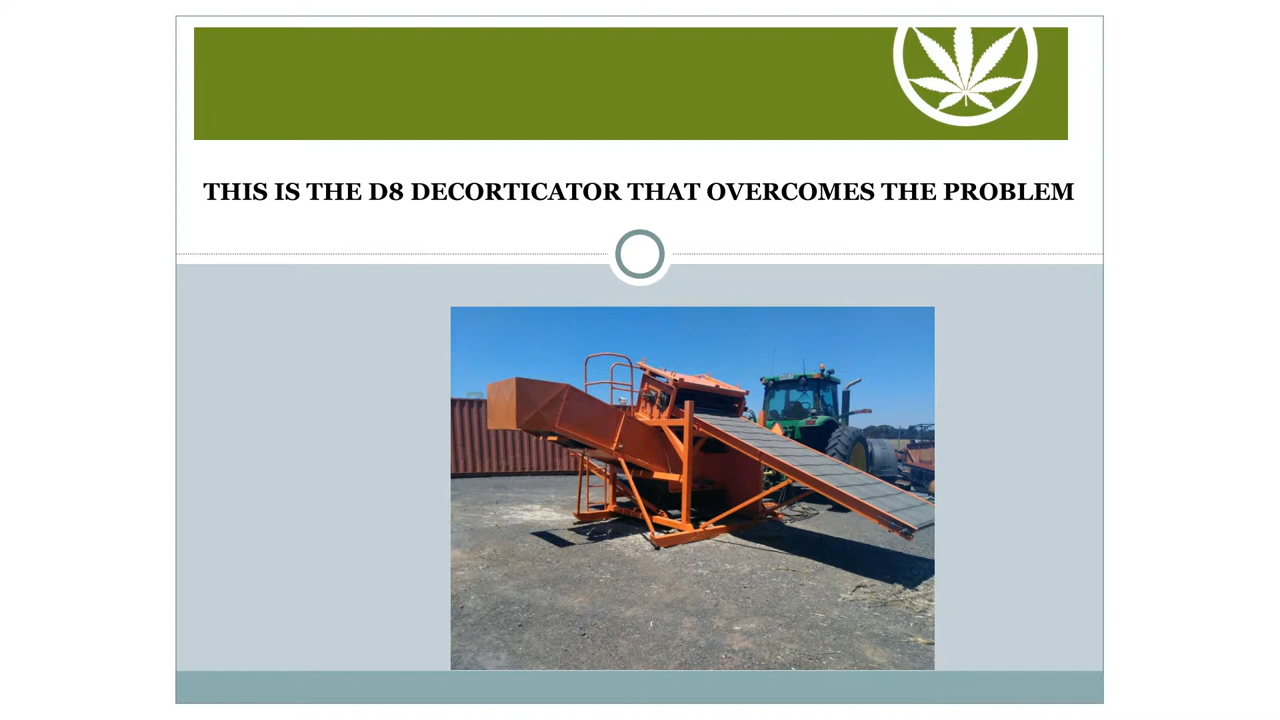 THIS IS THE D8 DECORTICATOR THAT OVERCOMES THE PROBLEM